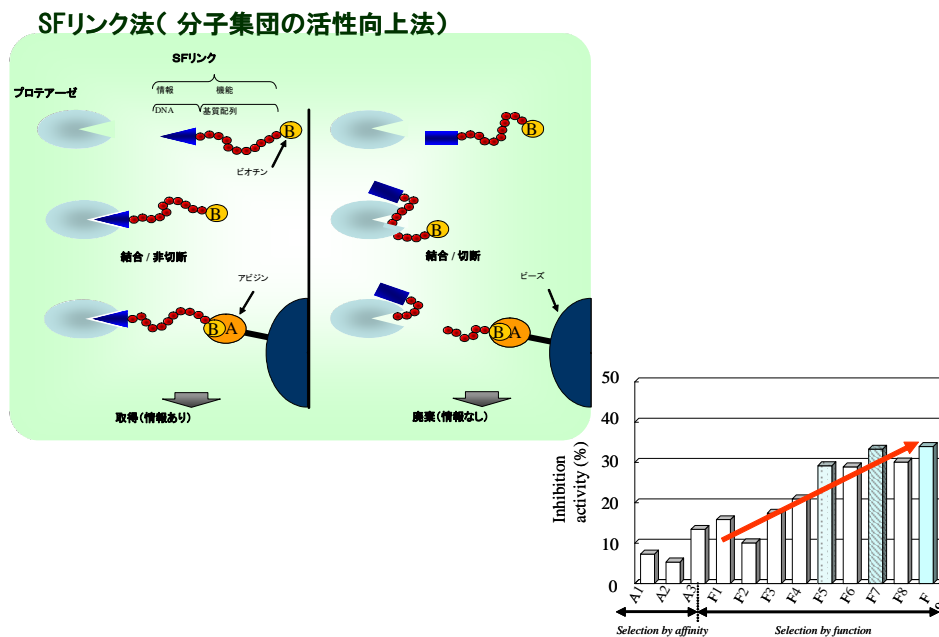 SFリンク法( 分子集団の活性向上法)
SFリンク
情報 機能
プロテアーゼ
DNA 基質配列
B
B
ビオチン
B
B
結合 / 非切断
結合 / 切断
アビジン
ビーズ
B A
B A
取得(情報あり)
廃棄(情報なし)
50
40
30
20
10
0
Inhibition
activity (%)
A1 A2 A3 F1 F2 F3 F4 F5 F6 F7 F8 F
Selection by affinity
Selection by function